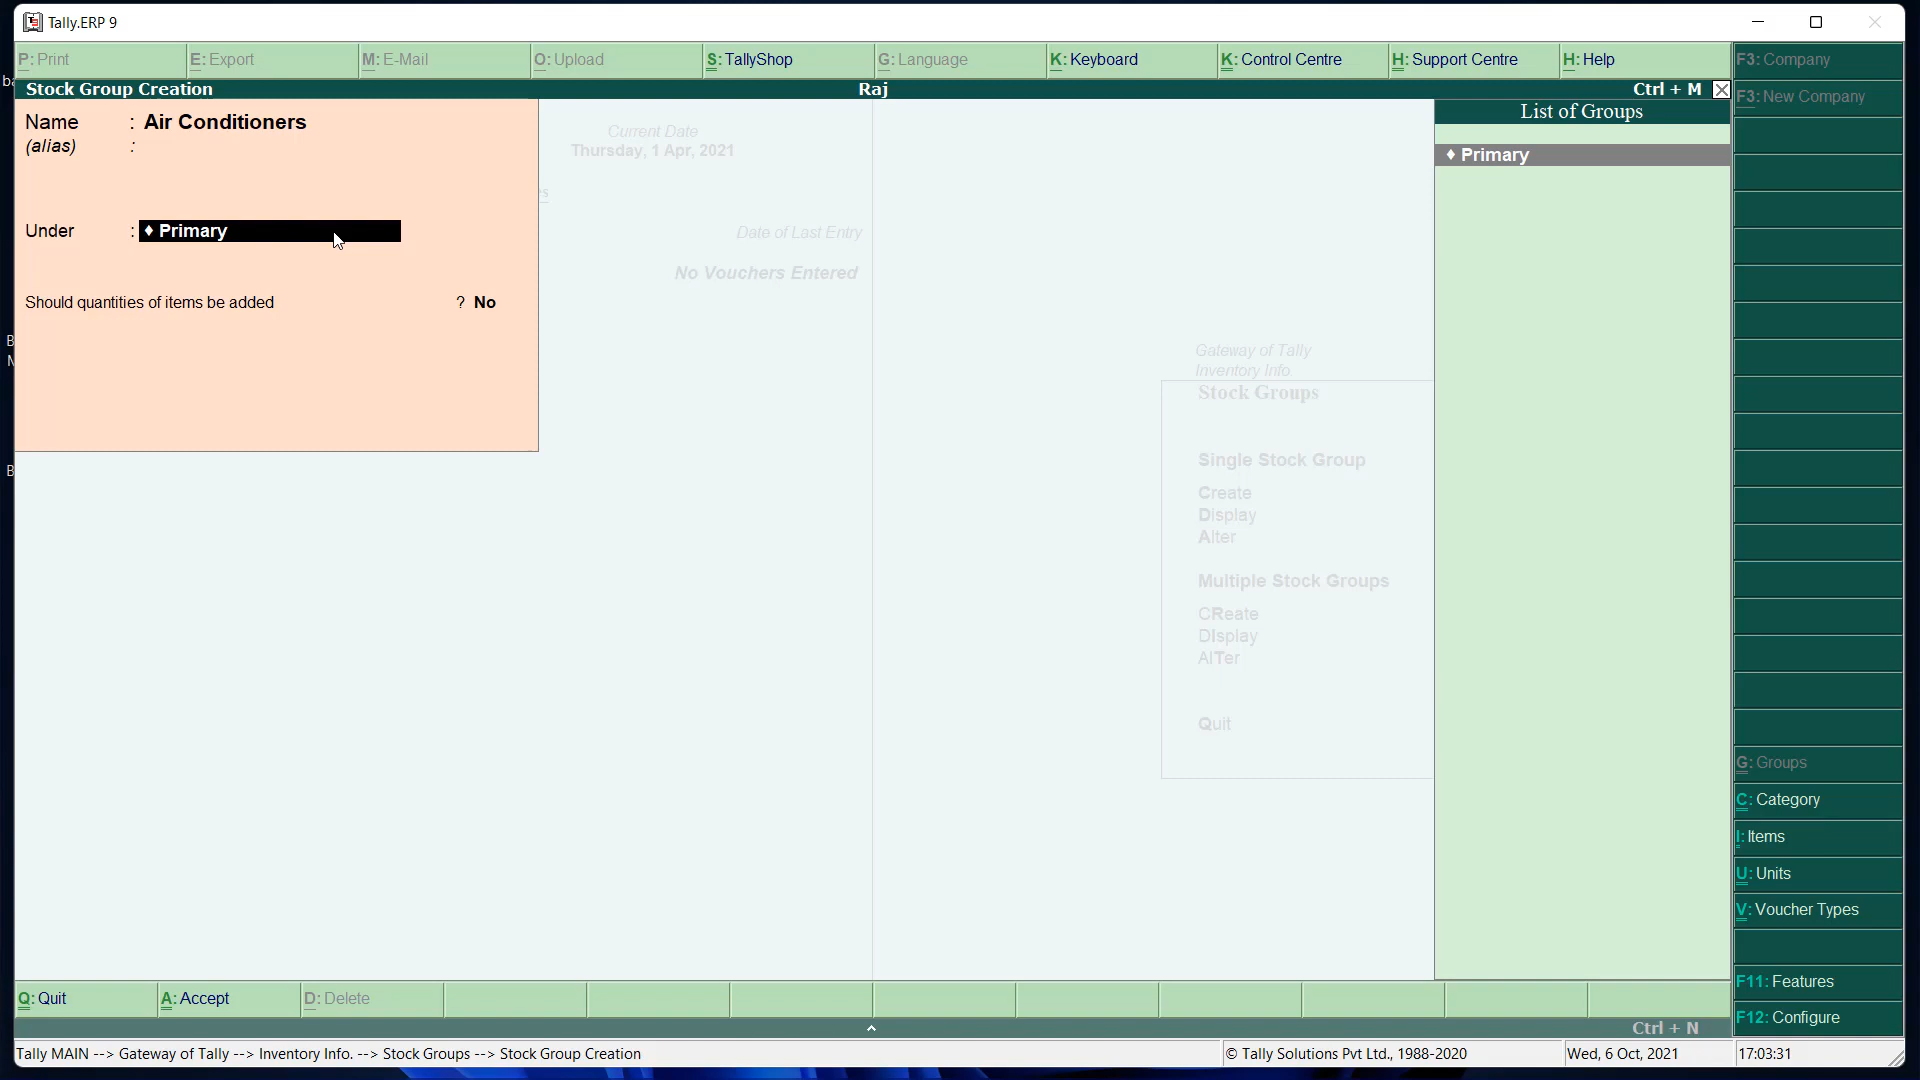 Tally.ERP 9
P: Print
E: Export
M: E-Mail
O: Upload
S: TallyShop
G: Language
K: Keyboard
K: Control Centre
H: Support Centre
H: Help
F3: Company
Stock Group Creation
Raj
Ctrl + M
F3: New Company
Name : Air Conditioners
(alias) :
Under : ♦ Primary
Should quantities of items be added ? No
Current Date
Thursday, 1 Apr, 2021
Date of Last Entry
No Vouchers Entered
Gateway of Tally
Inventory Info.
Stock Groups
Single Stock Group
Create
Display
Alter
Multiple Stock Groups
CReate
DIsplay
AlTer
Quit
List of Groups
♦ Primary
G: Groups
C: Category
I: Items
U: Units
V: Voucher Types
F11: Features
F12: Configure
Q: Quit
A: Accept
D: Delete
Ctrl + N
Tally MAIN --> Gateway of Tally --> Inventory Info. --> Stock Groups --> Stock Group Creation
© Tally Solutions Pvt Ltd., 1988-2020
Wed, 6 Oct, 2021
17:03:31